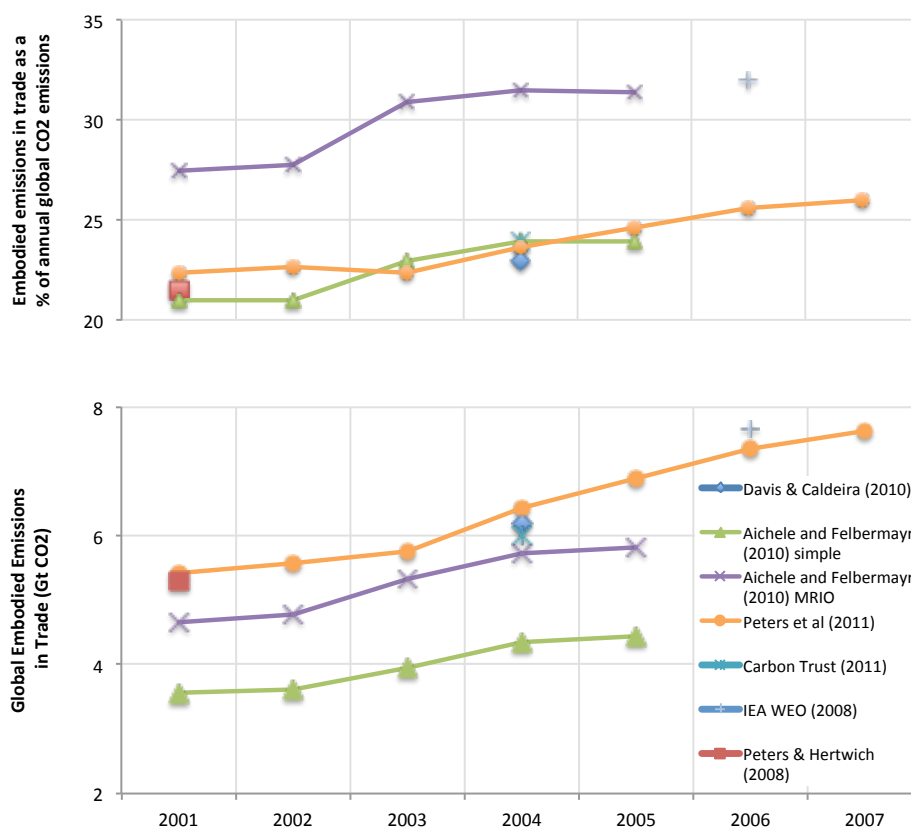 Embodied emissions in trade as a
% of annual global CO2 emissions
35
30
25
20
Global Embodied Emissions
in Trade (Gt CO2)
8
6
4
2
Davis & Caldeira (2010)
Aichele and Felbermayr
(2010) simple
Aichele and Felbermayr
(2010) MRIO
Peters et al (2011)
Carbon Trust (2011)
IEA WEO (2008)
Peters & Hertwich
(2008)
2001 2002 2003 2004 2005 2006 2007